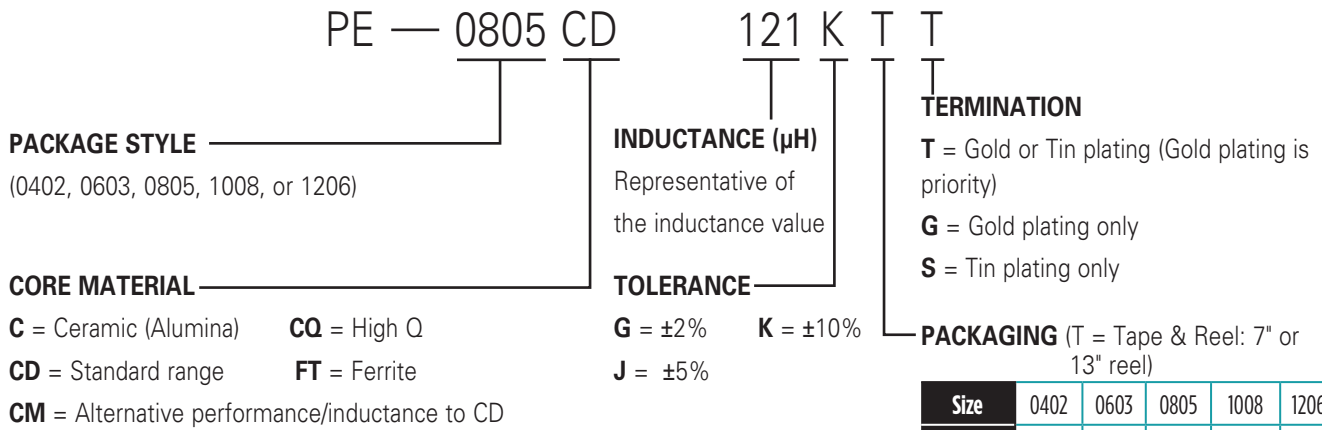 PE — 0805 CD 121 K T T
PACKAGE STYLE
(0402, 0603, 0805, 1008, or 1206)
CORE MATERIAL
C = Ceramic (Alumina) CQ = High Q
CD = Standard range FT = Ferrite
CM = Alternative performance/inductance to CD
INDUCTANCE (µH)
Representative of
the inductance value
TOLERANCE
G = ±2% K = ±10%
J = ±5%
TERMINATION
T = Gold or Tin plating (Gold plating is
priority)
G = Gold plating only
S = Tin plating only
PACKAGING (T = Tape & Reel: 7" or
13" reel)
Size 0402 0603 0805 1008 1206